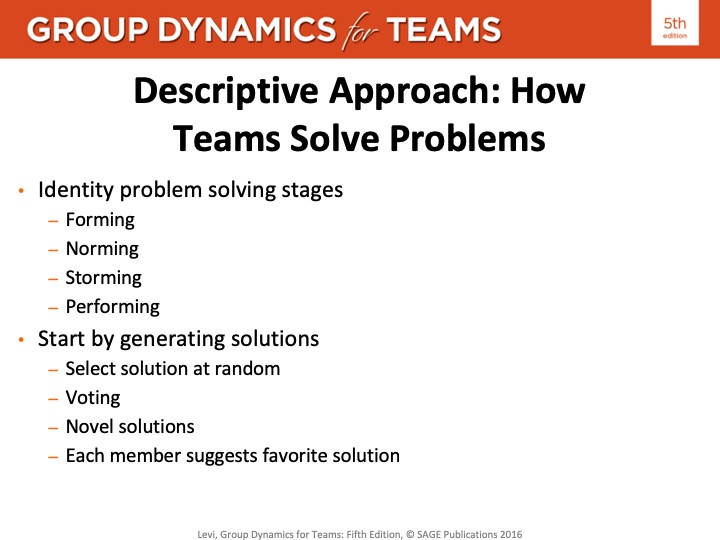 GROUP DYNAMICS for TEAMS
5th
edition
Descriptive Approach: How
Teams Solve Problems
• Identity problem solving stages
– Forming
– Norming
– Storming
– Performing
• Start by generating solutions
– Select solution at random
– Voting
– Novel solutions
– Each member suggests favorite solution
Levi, Group Dynamics for Teams: Fifth Edition, © SAGE Publications 2016